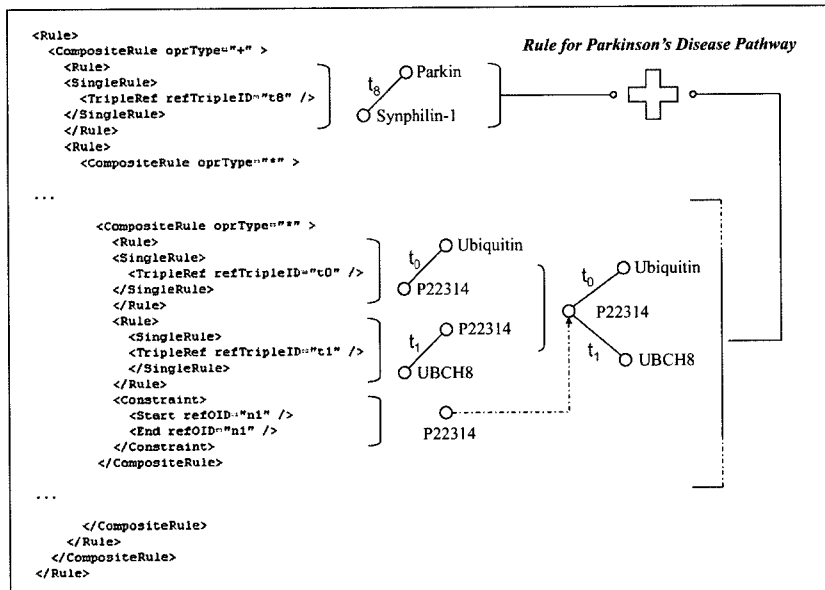 Rule for Parkinson's Disease Pathway
<Rule>
<CompositeRule oprType="+" >
<Rule>
<SingleRule>
<TripleRef refTripleID="t8" />
</SingleRule>
</Rule>
<Rule>
<CompositeRule oprType="*" >
t8
Parkin
Synphilin-1
...
<CompositeRule oprType="*" >
<Rule>
<SingleRule>
<TripleRef refTripleID="t0" />
</SingleRule>
</Rule>
<Rule>
<SingleRule>
<TripleRef refTripleID="t1" />
</SingleRule>
</Rule>
<Constraint>
<Start refOID="n1" />
<End refOID="n1" />
</Constraint>
</CompositeRule>
t0
Ubiquitin
P22314
t1
P22314
UBCH8
P22314
t0
Ubiquitin
P22314
t1
UBCH8
...
</CompositeRule>
</Rule>
</CompositeRule>
</Rule>